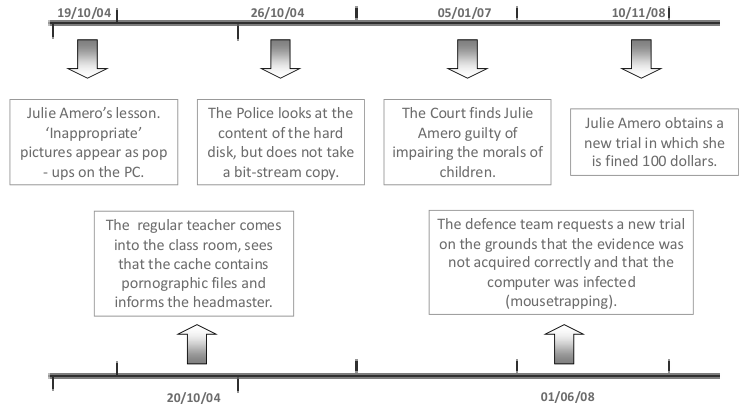 19/10/04 26/10/04 05/01/07 10/11/08
Julie Amero’s lesson.
‘Inappropriate’
pictures appear as pop
- ups on the PC.
The Police looks at the
content of the hard
disk, but does not take
a bit-stream copy.
The Court finds Julie
Amero guilty of
impairing the morals of
children.
Julie Amero obtains a
new trial in which she
is fined 100 dollars.
The regular teacher comes
into the class room, sees
that the cache contains
pornographic files and
informs the headmaster.
The defence team requests a new trial
on the grounds that the evidence was
not acquired correctly and that the
computer was infected
(mousetrapping).
20/10/04 01/06/08